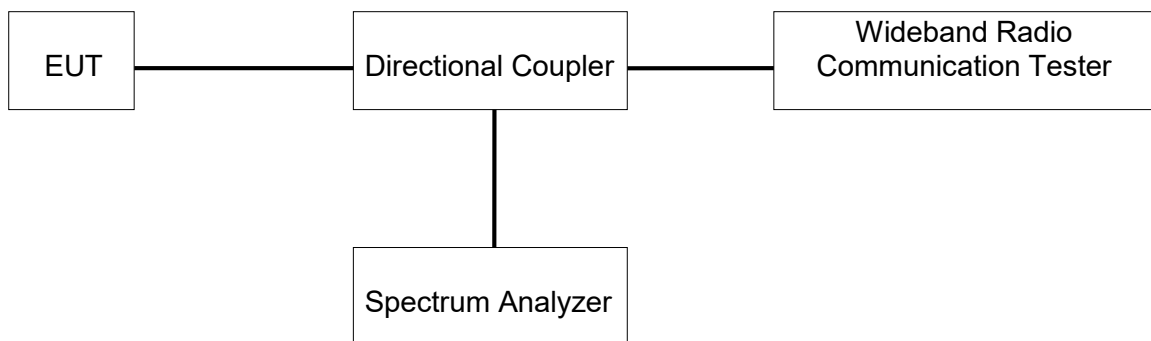 EUT
Directional Coupler
Wideband Radio
Communication Tester
Spectrum Analyzer